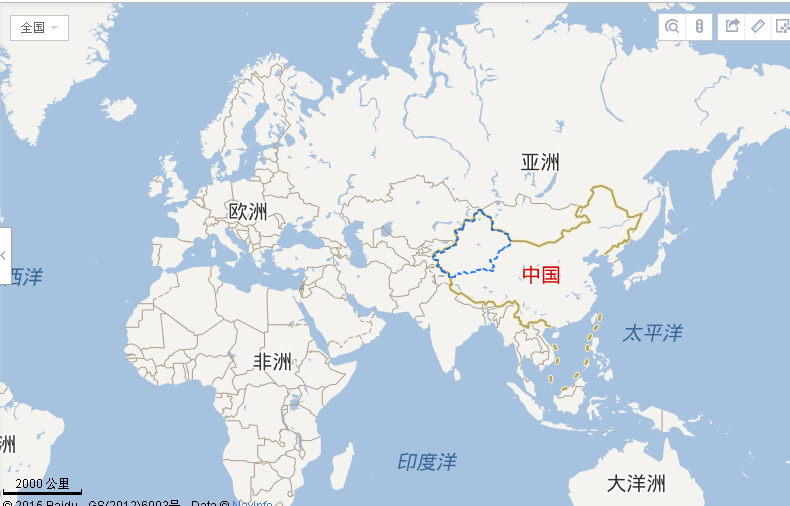 全国
亚洲
欧洲
中国
西洋
太平洋
非洲
印度洋
洲
大洋洲
2000 公里
© 2015 Baidu - GS(2012)6003号 - Data © NavInfo